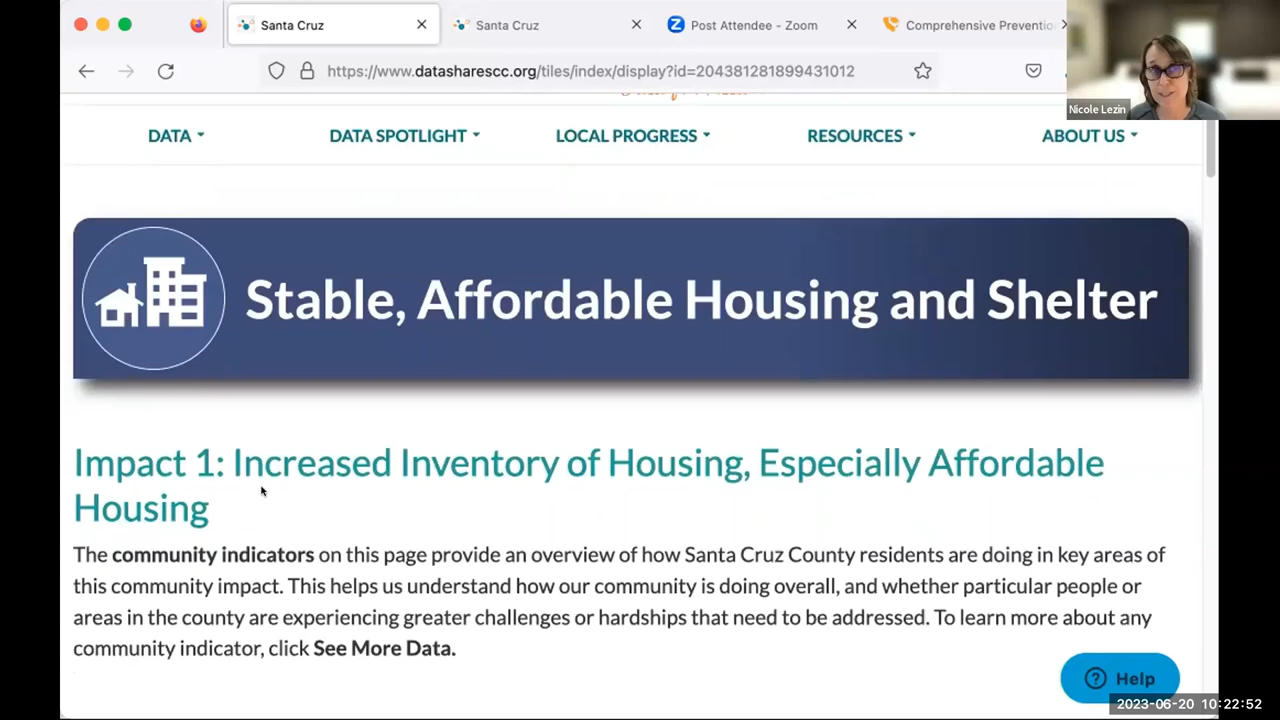 Santa Cruz
Santa Cruz
Post Attendee - Zoom
Comprehensive Preventio
https://www.datasharescc.org/tiles/index/display?id=204381281899431012
Nicole Lezin
DATA
DATA SPOTLIGHT
LOCAL PROGRESS
RESOURCES
ABOUT US
Stable, Affordable Housing and Shelter
Impact 1: Increased Inventory of Housing, Especially Affordable
Housing
The community indicators on this page provide an overview of how Santa Cruz County residents are doing in key areas of
this community impact. This helps us understand how our community is doing overall, and whether particular people or
areas in the county are experiencing greater challenges or hardships that need to be addressed. To learn more about any
community indicator, click See More Data.
Help
2023-06-20 10:22:52